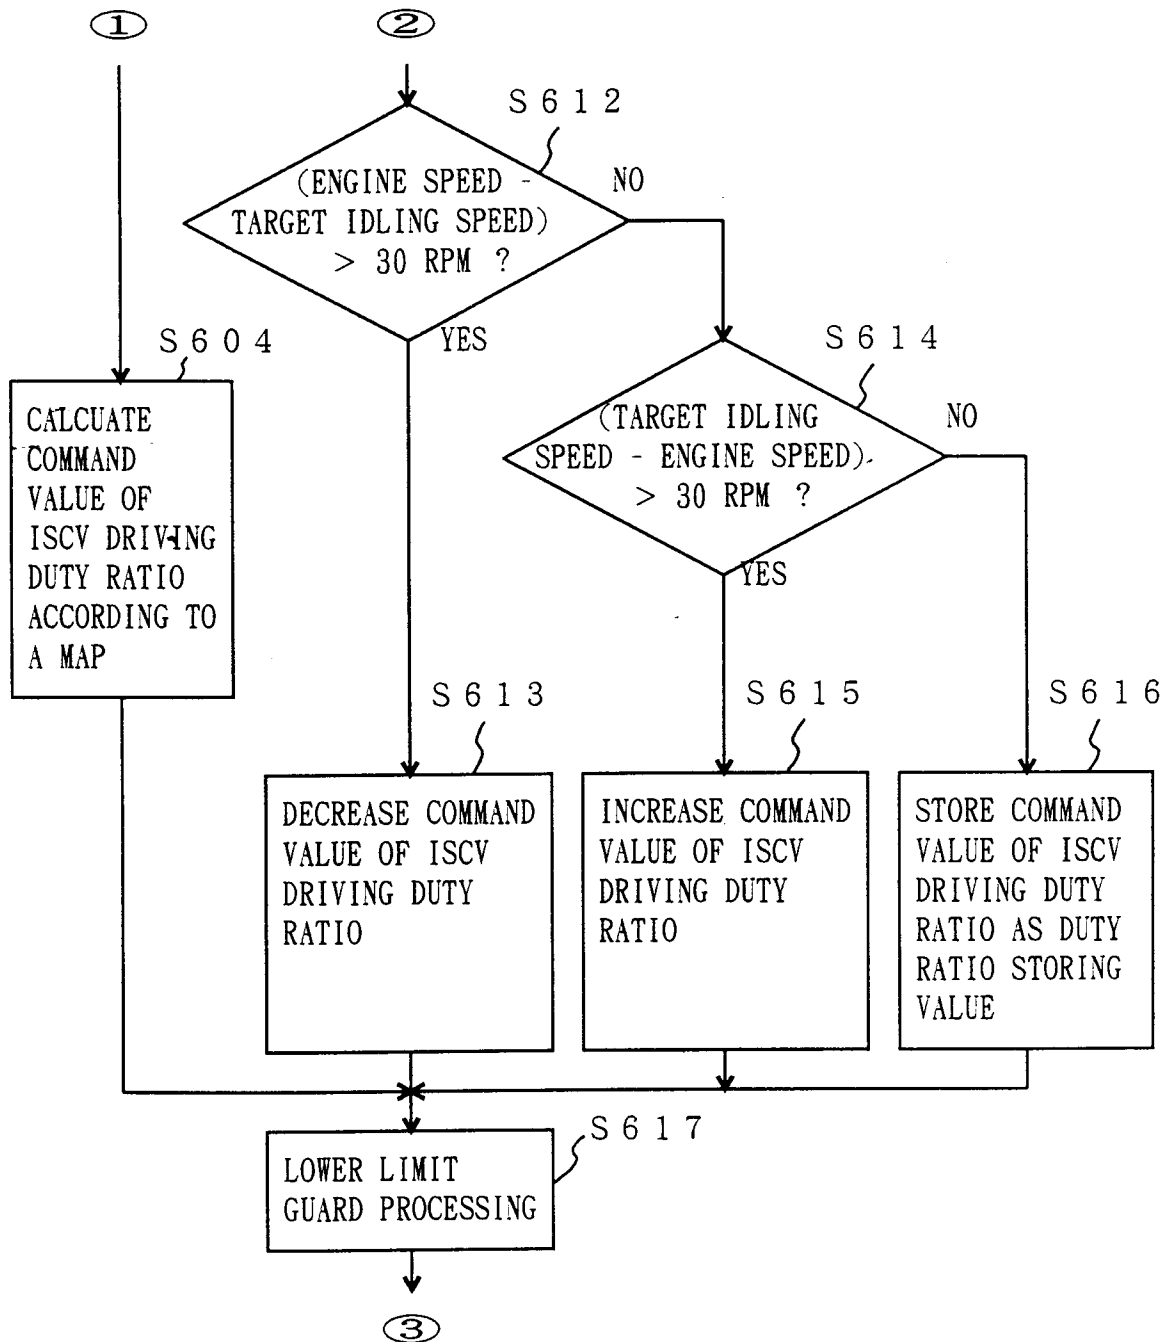 ①
②
S612
(ENGINE SPEED -
TARGET IDLING SPEED)
> 30 RPM ?
NO
YES
S604
CALCUATE
COMMAND
VALUE OF
ISCV DRIVING
DUTY RATIO
ACCORDING TO
A MAP
S614
(TARGET IDLING
SPEED - ENGINE SPEED)
> 30 RPM ?
NO
YES
S613
DECREASE COMMAND
VALUE OF ISCV
DRIVING DUTY
RATIO
S615
INCREASE COMMAND
VALUE OF ISCV
DRIVING DUTY
RATIO
S616
STORE COMMAND
VALUE OF ISCV
DRIVING DUTY
RATIO AS DUTY
RATIO STORING
VALUE
S617
LOWER LIMIT
GUARD PROCESSING
③